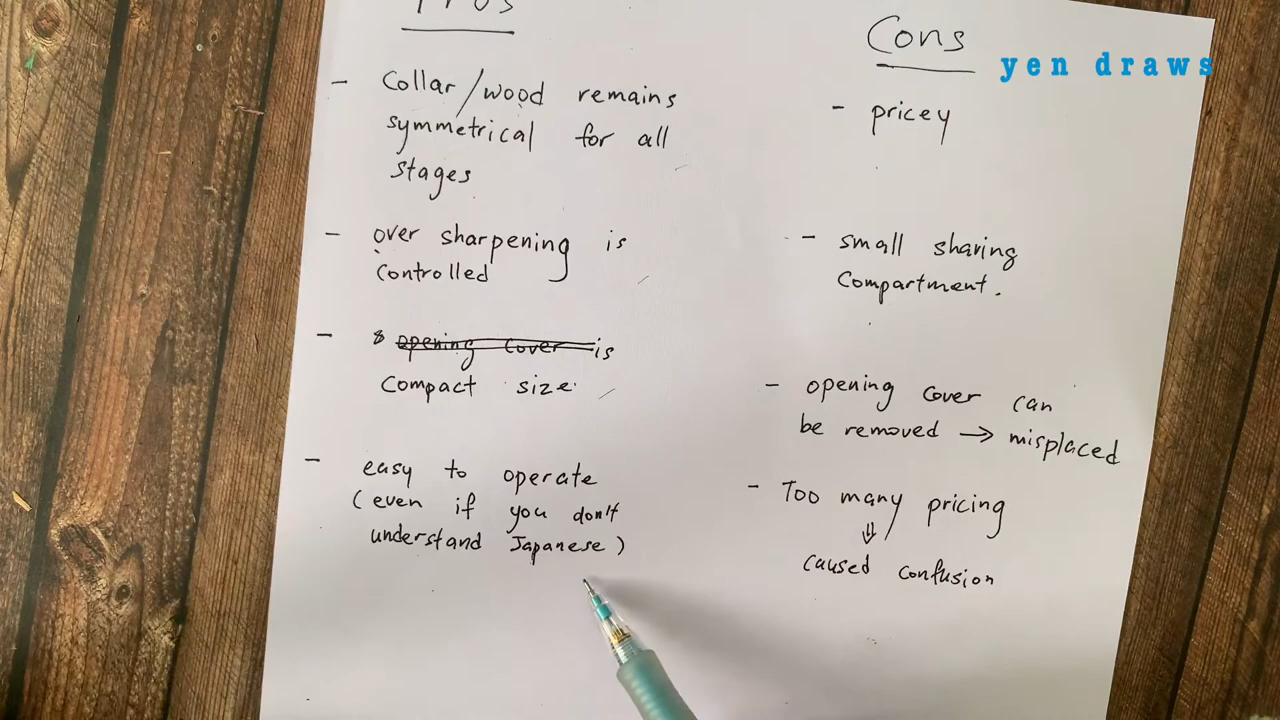 Pros
- Collar/wood remains
symmetrical for all
stages
- over sharpening is
controlled
- opening cover is
compact size.
- easy to operate
(even if you don't
understand Japanese)
Cons
yen draws
- pricey
- small sharing
compartment.
- opening cover can
be removed → misplaced
- Too many pricing
⇓
caused confusion